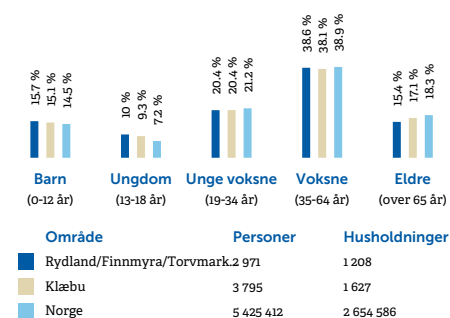 15.7 % 15.1 % 14.5 % 10 % 9.3 % 7.2 % 20.4 % 20.4 % 21.2 % 38.6 % 38.1 % 38.9 % 15.4 % 17.1 % 18.3 %
Barn Ungdom Unge voksne Voksne Eldre
(0-12 år) (13-18 år) (19-34 år) (35-64 år) (over 65 år)
Område Personer Husholdninger
Rydland/Finnmyra/Torvmark.. 2 971 1 208
Klæbu 3 795 1 627
Norge 5 425 412 2 654 586